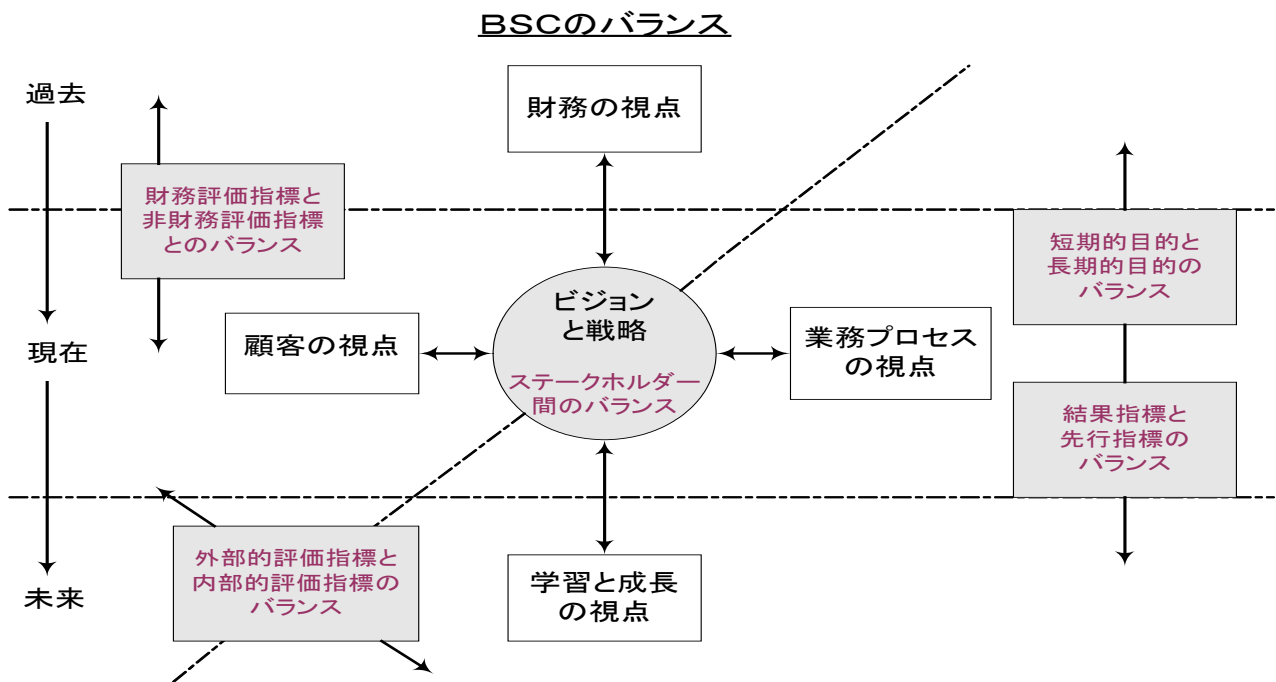 BSCのバランス
過去
財務の視点
財務評価指標と
非財務評価指標
とのバランス
短期的目的と
長期的目的の
バランス
ビジョン
と戦略
ステークホルダー
間のバランス
現在
顧客の視点
業務プロセス
の視点
結果指標と
先行指標の
バランス
外部的評価指標と
内部的評価指標の
バランス
学習と成長
の視点
未来